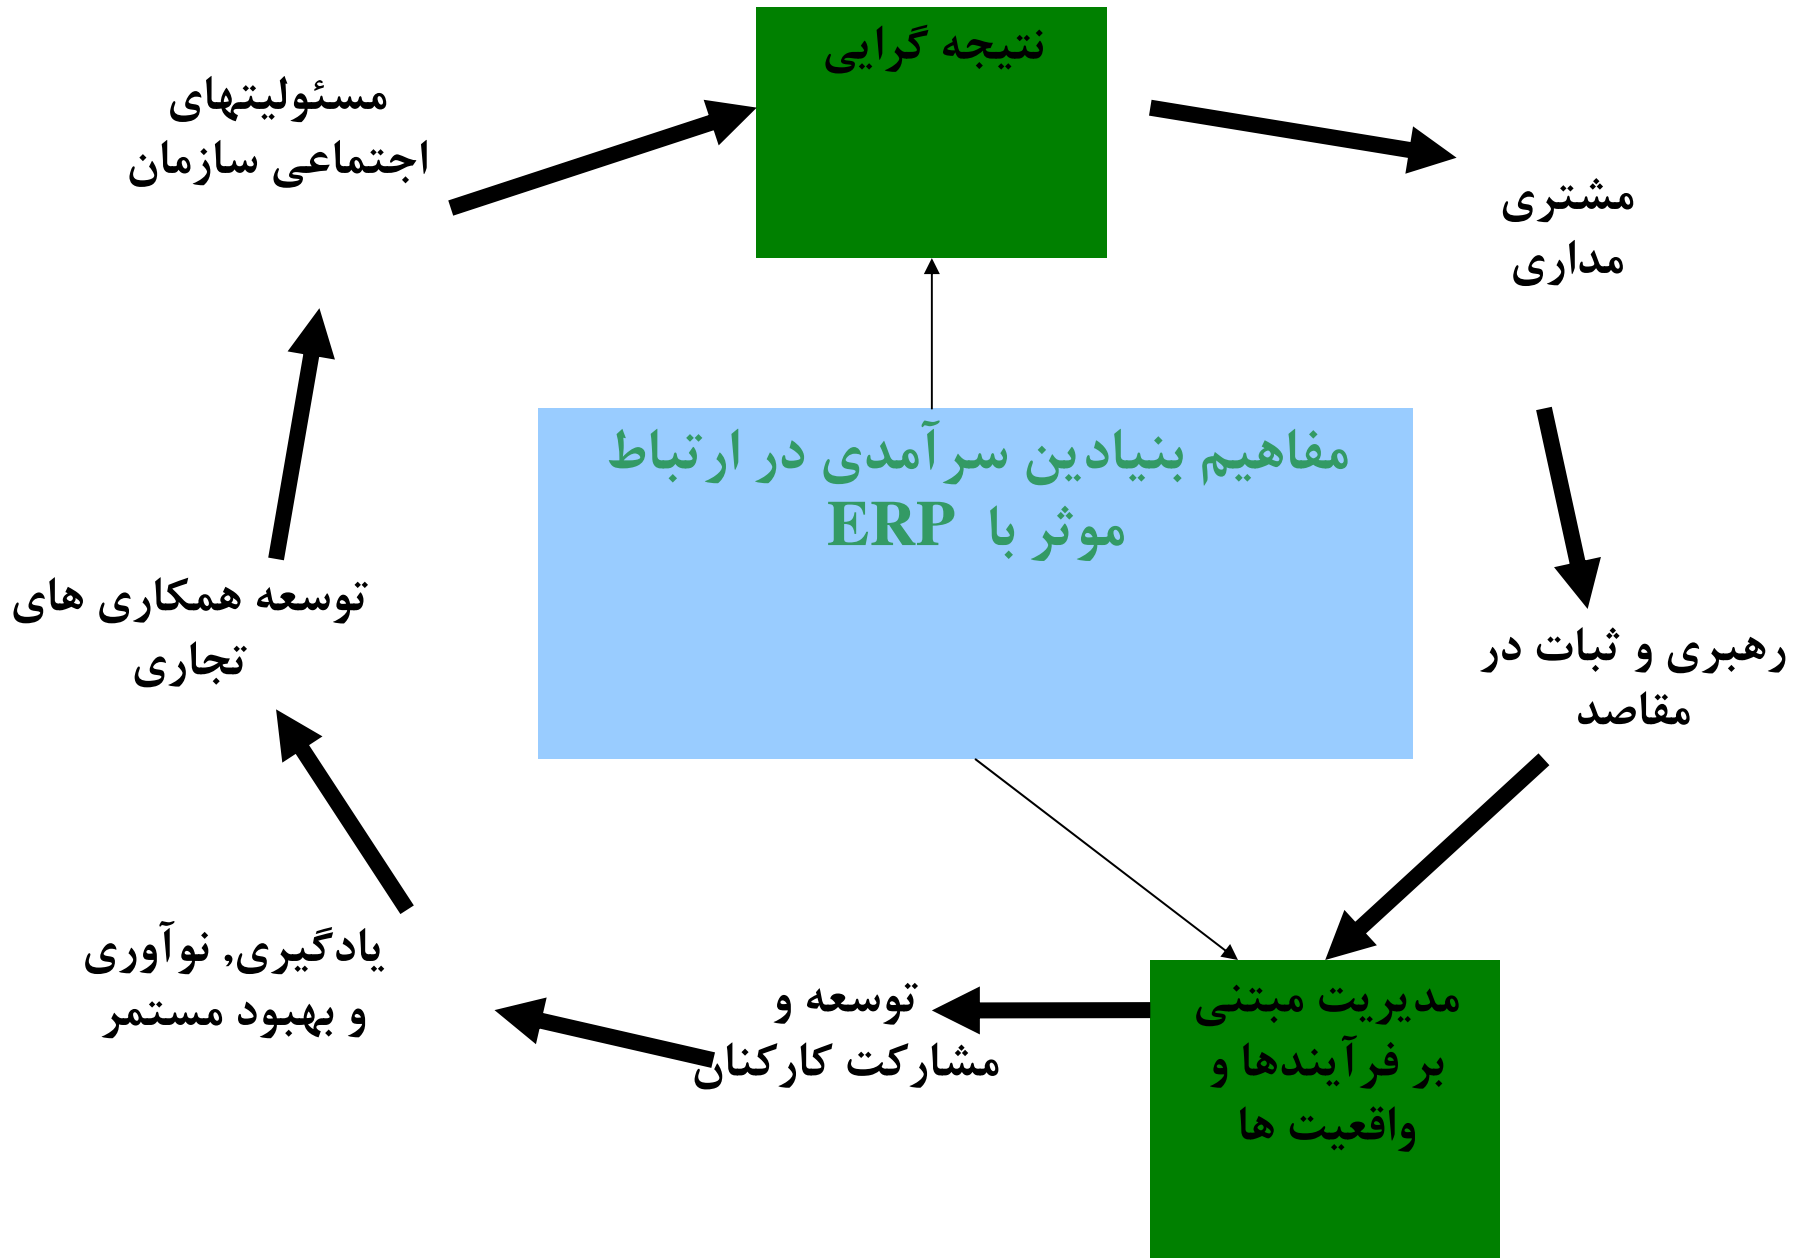 نتیجه گرایی
مسئولیتهای
اجتماعی سازمان
مشتری
مداری
مفاهیم بنیادین سرآمدی در ارتباط
موثر با ERP
توسعه همکاری های
تجاری
رهبری و ثبات در
مقاصد
یادگیری, نوآوری
و بهبود مستمر
توسعه و
مشارکت کارکنان
مدیریت مبتنی
بر فرآیندها و
واقعیت ها